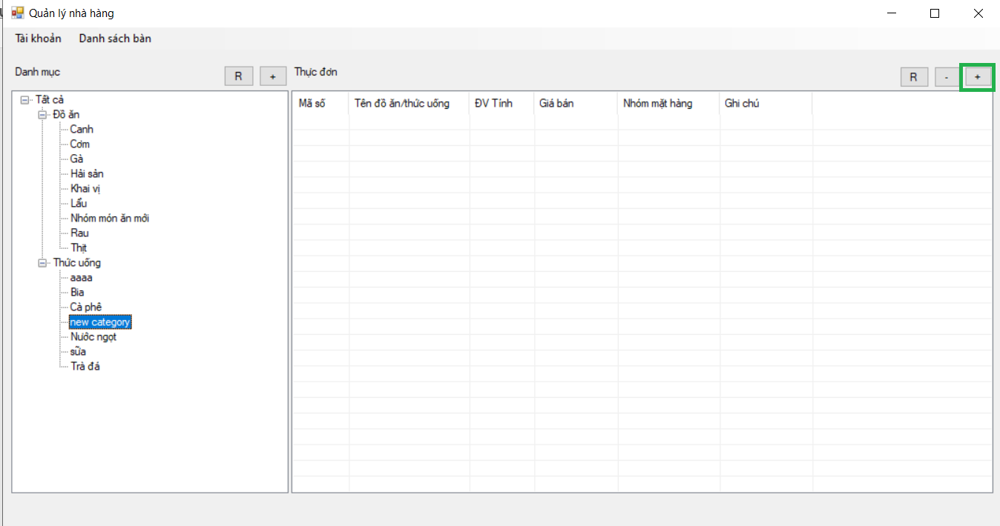 Quản lý nhà hàng
Tài khoản Danh sách bàn
Danh mục R + Thực đơn R - +
Mã số Tên đồ ăn/thức uống ĐV Tính Giá bán Nhóm mặt hàng Ghi chú
Tất cả
Đồ ăn
Canh
Cơm
Gà
Hải sản
Khai vị
Lẩu
Nhóm món ăn mới
Rau
Thịt
Thức uống
aaaa
Bia
Cà phê
new category
Nước ngọt
sữa
Trà đá